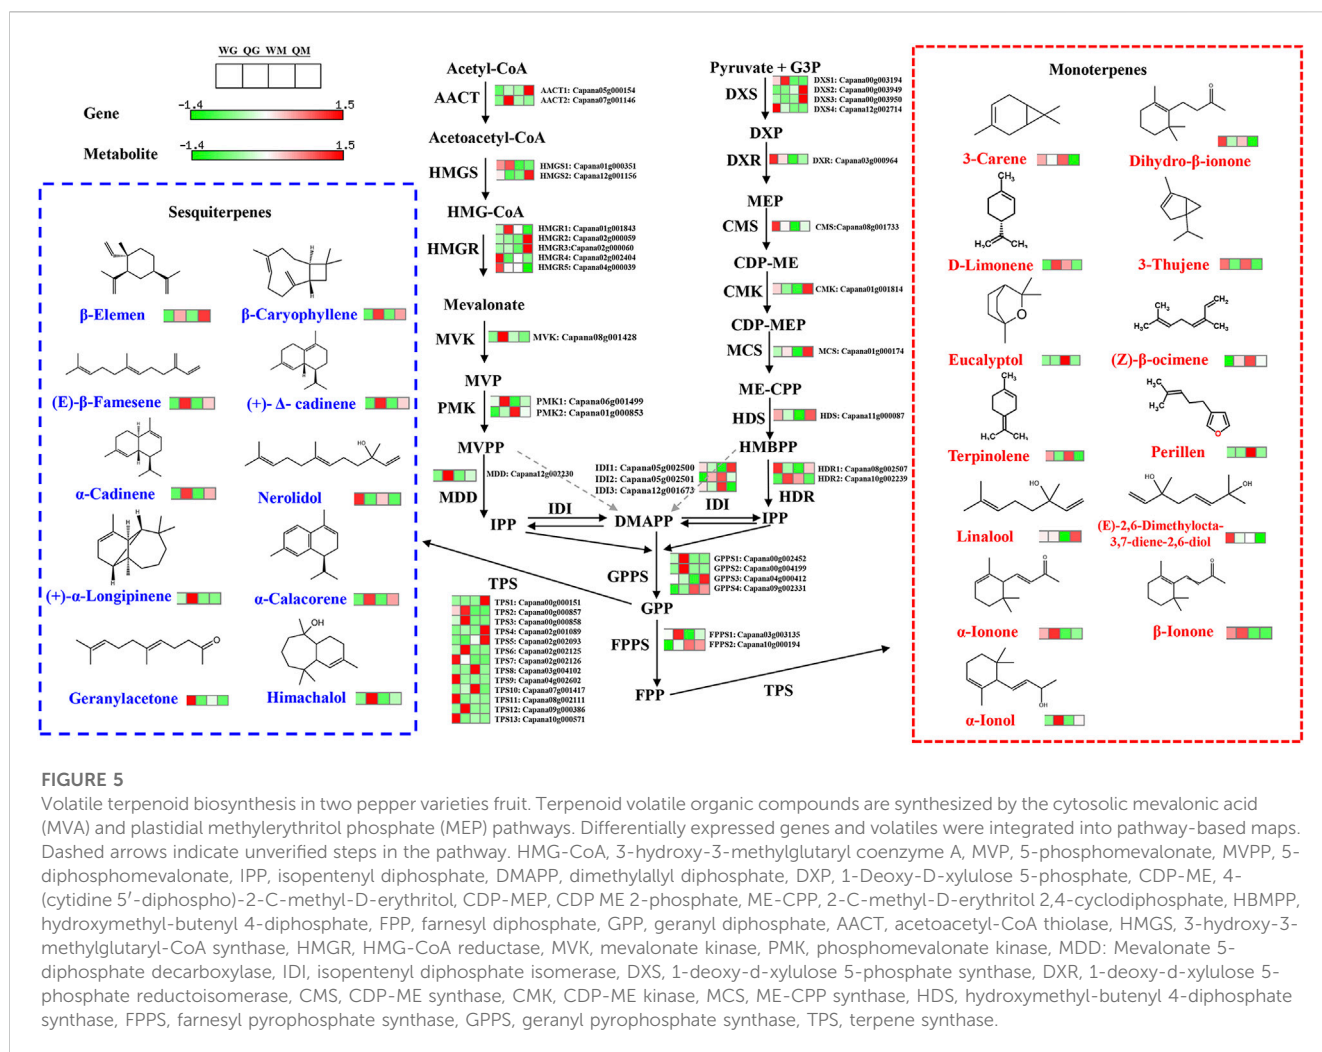 WG QG WM QM
Gene
-1.4
1.5
Metabolite
-1.4
1.5
Sesquiterpenes
H
H
H
β-Elemen
β-Caryophyllene
H
H
(E)-β-Famesene
(+)- Δ- cadinene
H
H
OH
α-Cadinene
Nerolidol
H
H
H
(+)-α-Longipinene
α-Calacorene
O
OH
Geranylacetone
Himachalol
Acetyl-CoA
AACT
AACT1: Capana05g000154
AACT2: Capana07g001146
Acetoacetyl-CoA
HMGS
HMGS1: Capana01g000351
HMGS2: Capana12g001156
HMG-CoA
HMGR
HMGR1: Capana01g001843
HMGR2: Capana02g000059
HMGR3:Capana02g000060
HMGR4: Capana02g002404
HMGR5: Capana04g000039
Mevalonate
MVK
MVK: Capana08g001428
MVP
PMK
PMK1: Capana06g001499
PMK2: Capana01g000853
MVPP
MDD
MDD: Capana12g002230
IPP
IDI
DMAPP
Pyruvate + G3P
DXS
DXS1: Capana00g003194
DXS2: Capana00g003949
DXS3: Capana00g003950
DXS4: Capana12g002714
DXP
DXR
DXR: Capana03g000964
MEP
CMS
CMS:Capana08g001733
CDP-ME
CMK
CMK: Capana01g001814
CDP-MEP
MCS
MCS: Capana01g000174
ME-CPP
HDS
HDS: Capana11g000087
HMBPP
IDI1: Capana05g002500
IDI2: Capana05g002501
IDI3: Capana12g001673
IDI
HDR
HDR1: Capana08g002507
HDR2: Capana10g002239
IPP
GPPS
GPPS1: Capana00g002452
GPPS2: Capana00g004199
GPPS3: Capana04g000412
GPPS4: Capana09g002331
GPP
FPPS
FPPS1: Capana03g003135
FPPS2: Capana10g000194
FPP
TPS
TPS
TPS1: Capana00g000151
TPS2: Capana00g000857
TPS3: Capana00g000858
TPS4: Capana02g001089
TPS5: Capana02g002093
TPS6: Capana02g002125
TPS7: Capana02g002126
TPS8: Capana03g004102
TPS9: Capana04g002602
TPS10: Capana07g001417
TPS11: Capana08g002111
TPS12: Capana09g000386
TPS13: Capana10g000571
Monoterpenes
O
3-Carene
Dihydro-β-ionone
CH₃
H₂C
CH₃
D-Limonene
3-Thujene
O
CH₃
CH₂
H₃C
CH₃
Eucalyptol
(Z)-β-ocimene
CH₃
H₃C
CH₃
H₃C
CH₃
O
Terpinolene
Perillen
OH
OH
OH
Linalool
(E)-2,6-Dimethylocta-
3,7-diene-2,6-diol
O
O
α-Ionone
β-Ionone
OH
α-Ionol
FIGURE 5
Volatile terpenoid biosynthesis in two pepper varieties fruit. Terpenoid volatile organic compounds are synthesized by the cytosolic mevalonic acid
(MVA) and plastidial methylerythritol phosphate (MEP) pathways. Differentially expressed genes and volatiles were integrated into pathway-based maps.
Dashed arrows indicate unverified steps in the pathway. HMG-CoA, 3-hydroxy-3-methylglutaryl coenzyme A, MVP, 5-phosphomevalonate, MVPP, 5-
diphosphomevalonate, IPP, isopentenyl diphosphate, DMAPP, dimethylallyl diphosphate, DXP, 1-Deoxy-D-xylulose 5-phosphate, CDP-ME, 4-
(cytidine 5′-diphospho)-2-C-methyl-D-erythritol, CDP-MEP, CDP ME 2-phosphate, ME-CPP, 2-C-methyl-D-erythritol 2,4-cyclodiphosphate, HBMPP,
hydroxymethyl-butenyl 4-diphosphate, FPP, farnesyl diphosphate, GPP, geranyl diphosphate, AACT, acetoacetyl-CoA thiolase, HMGS, 3-hydroxy-3-
methylglutaryl-CoA synthase, HMGR, HMG-CoA reductase, MVK, mevalonate kinase, PMK, phosphomevalonate kinase, MDD: Mevalonate 5-
diphosphate decarboxylase, IDI, isopentenyl diphosphate isomerase, DXS, 1-deoxy-d-xylulose 5-phosphate synthase, DXR, 1-deoxy-d-xylulose 5-
phosphate reductoisomerase, CMS, CDP-ME synthase, CMK, CDP-ME kinase, MCS, ME-CPP synthase, HDS, hydroxymethyl-butenyl 4-diphosphate
synthase, FPPS, farnesyl pyrophosphate synthase, GPPS, geranyl pyrophosphate synthase, TPS, terpene synthase.